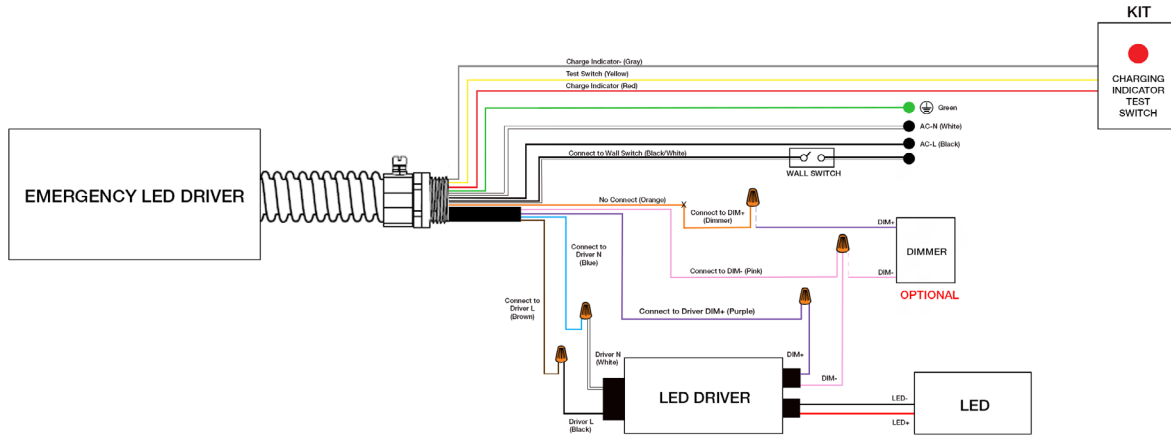 KIT
CHARGING
INDICATOR
TEST
SWITCH
Charge Indicator- (Gray)
Test Switch (Yellow)
Charge Indicator (Red)
Green
AC-N (White)
AC-L (Black)
Connect to Wall Switch (Black/White)
WALL SWITCH
EMERGENCY LED DRIVER
No Connect (Orange)
X
Connect to DIM+
(Dimmer)
DIM+
DIMMER
DIM-
OPTIONAL
Connect to
Driver N
(Blue)
Connect to DIM- (Pink)
Connect to
Driver L
(Brown)
Connect to Driver DIM+ (Purple)
Driver N
(White)
DIM+
DIM-
LED DRIVER
LED-
LED+
LED
Driver L
(Black)